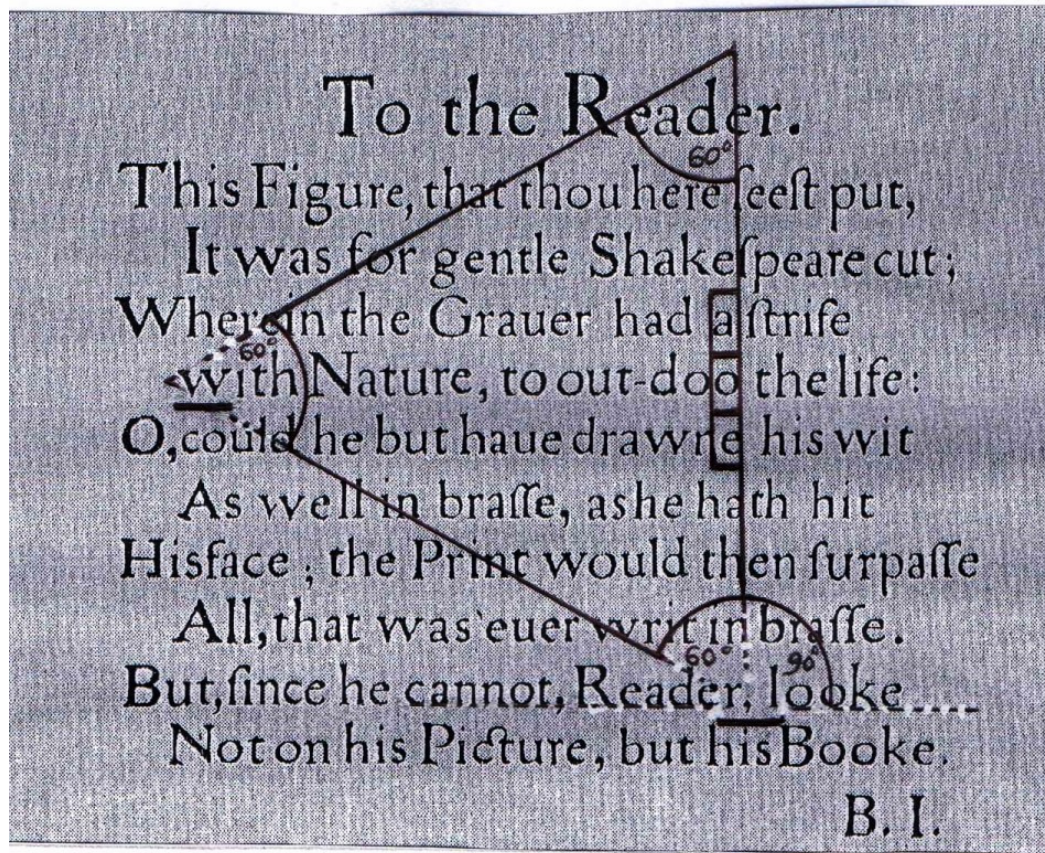 To the Reader.
This Figure, that thou here ſeeſt put,
It was for gentle Shakeſpeare cut;
Wherein the Grauer had a ſtrife
with Nature, to out-doo the life:
O, could he but haue drawne his wit
As well in braſſe, as he hath hit
His face; the Print would then ſurpaſſe
All, that was euer writ in braſſe.
But, ſince he cannot, Reader, looke
Not on his Picture, but his Booke.
B. I.
60°
60°
60°
90°